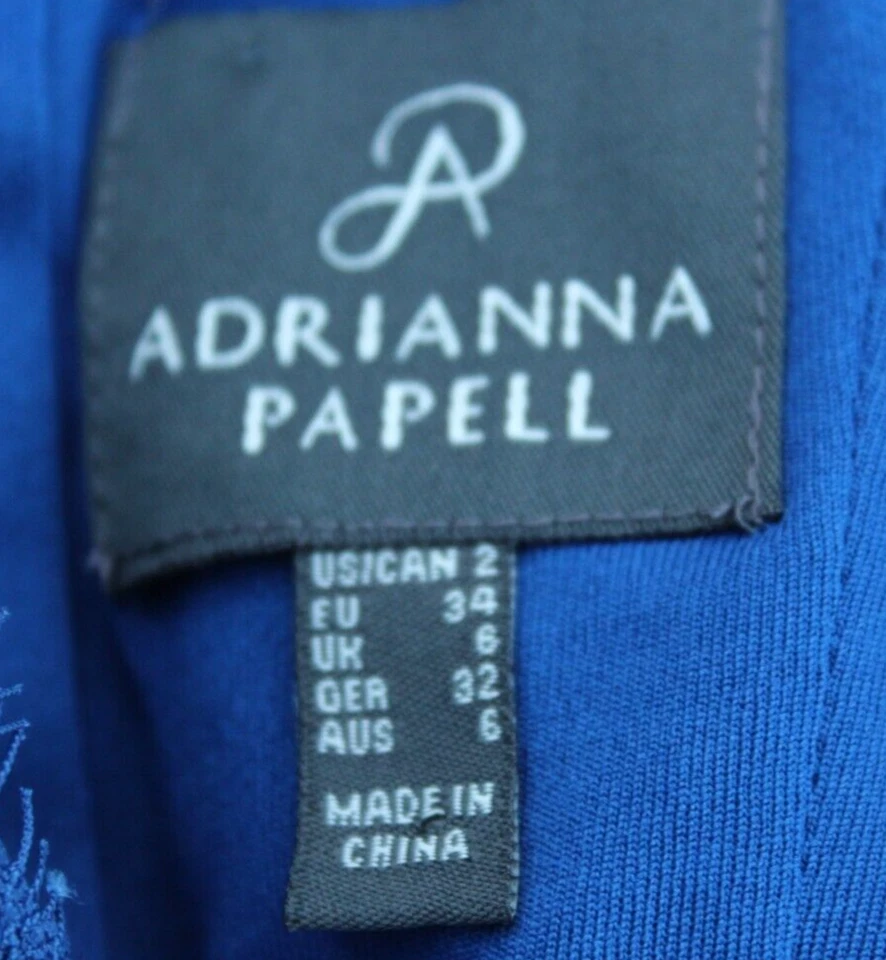 AP
ADRIANNA
PAPELL
US/CAN 2
EU 34
UK 6
GER 32
AUS 6
MADE IN
CHINA